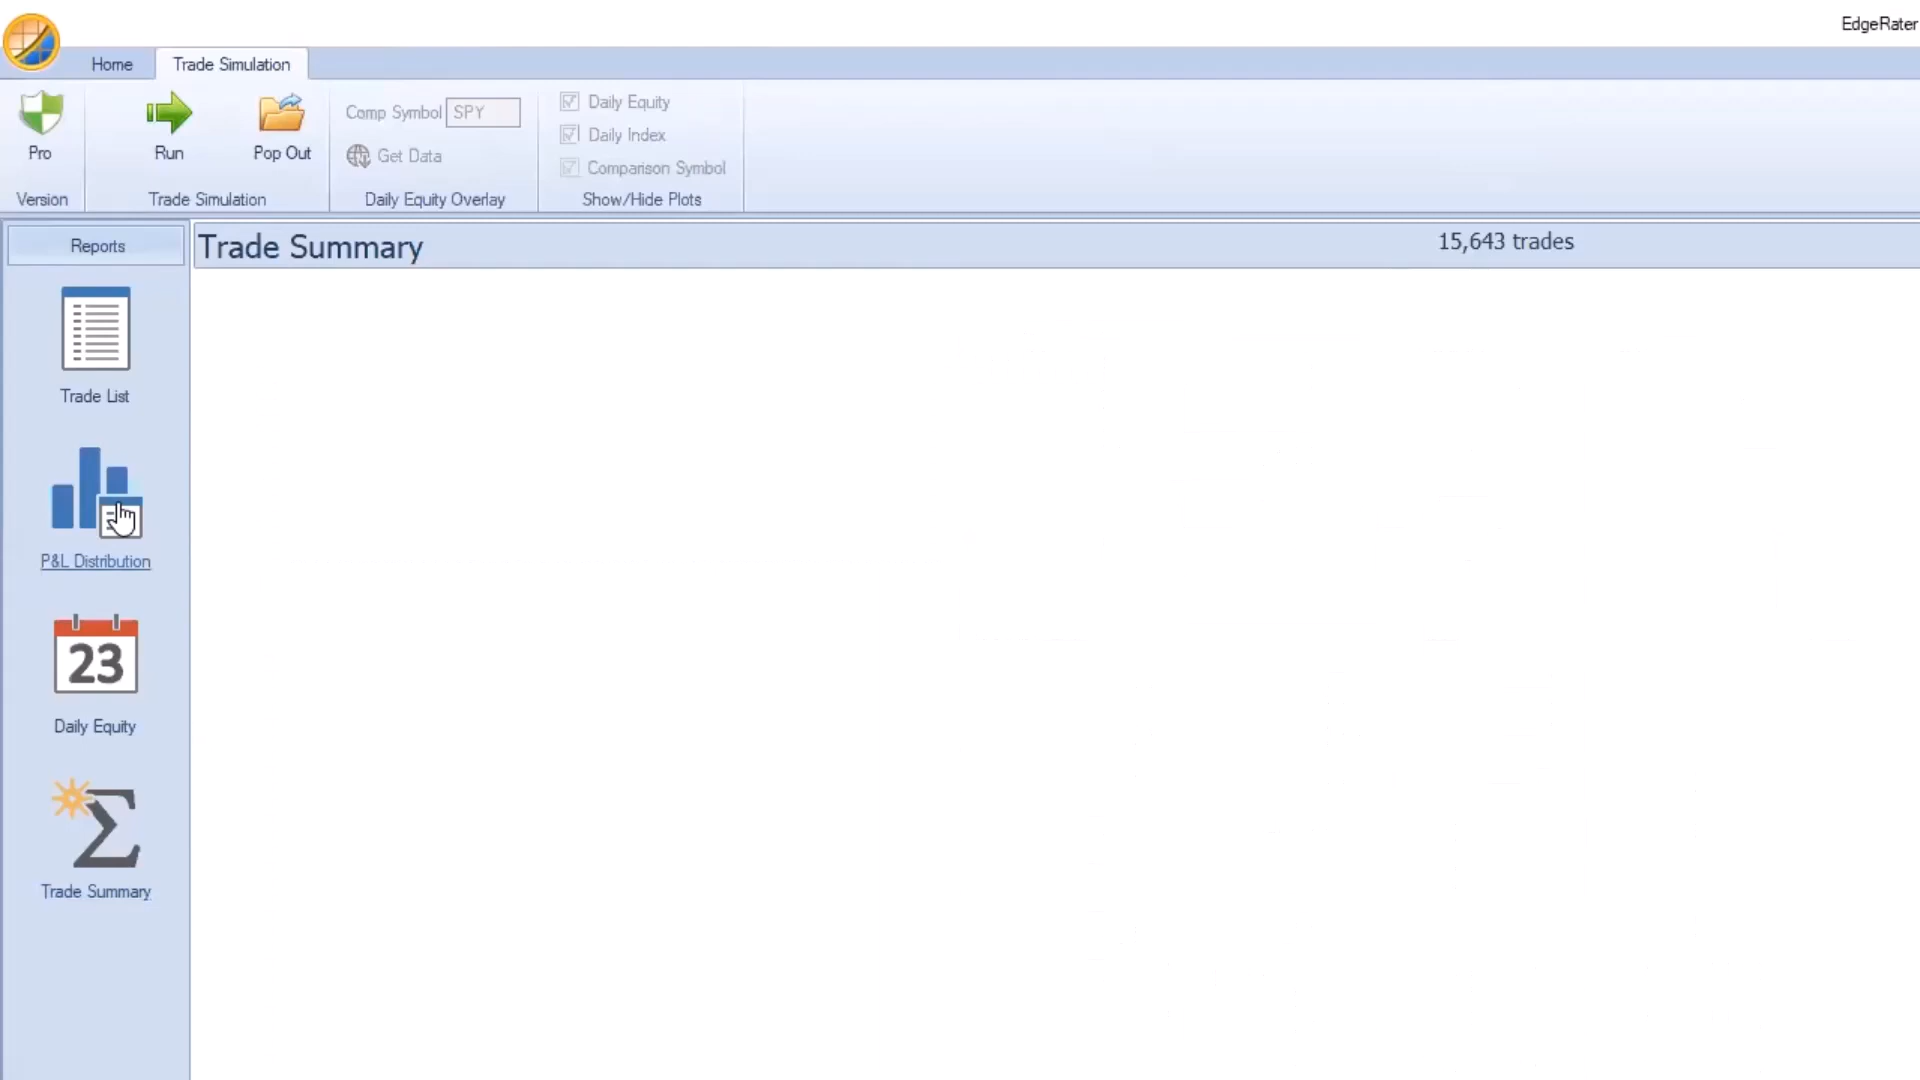 EdgeRater
Home
Trade Simulation
Pro
Run
Pop Out
Comp Symbol SPY
Get Data
Daily Equity
Daily Index
Comparison Symbol
Version
Trade Simulation
Daily Equity Overlay
Show/Hide Plots
Reports
Trade Summary
15,643 trades
Trade List
P&L Distribution
23
Daily Equity
Σ
Trade Summary